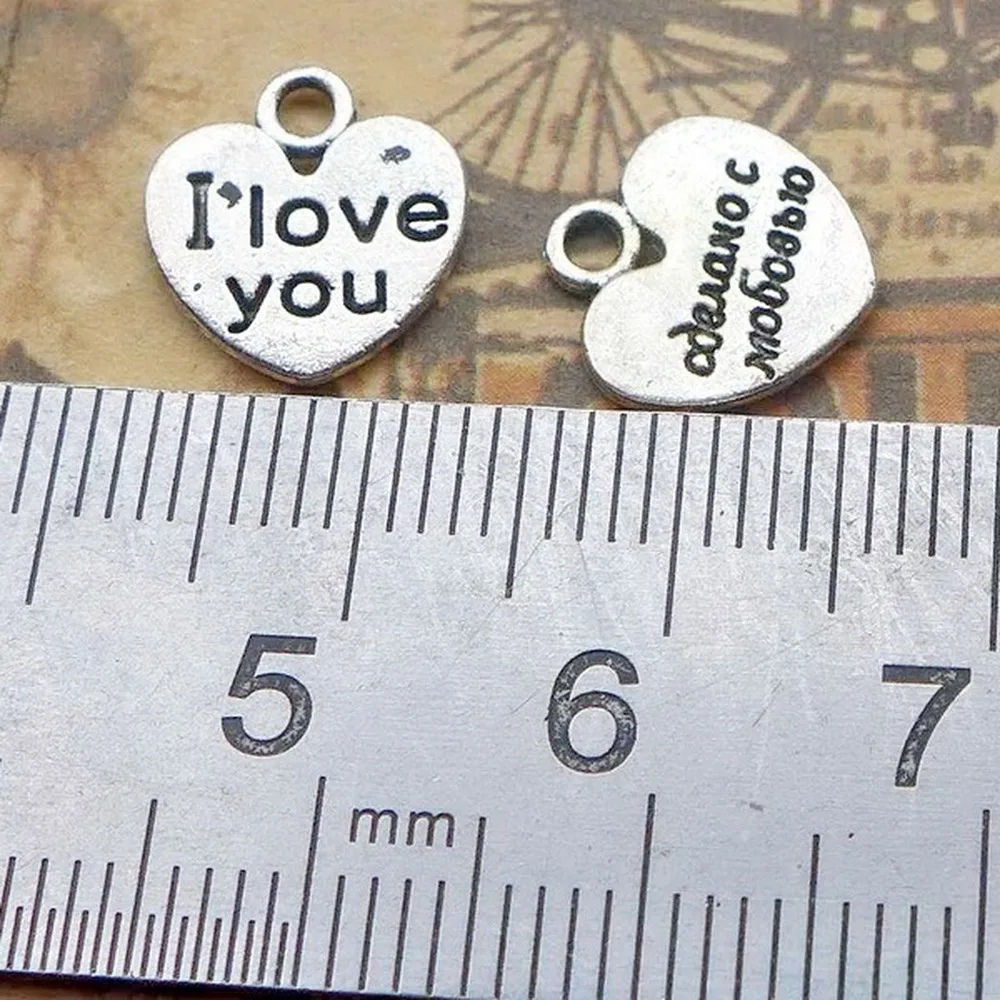 I'love
you
сделано с
любовью
5
6
7
mm